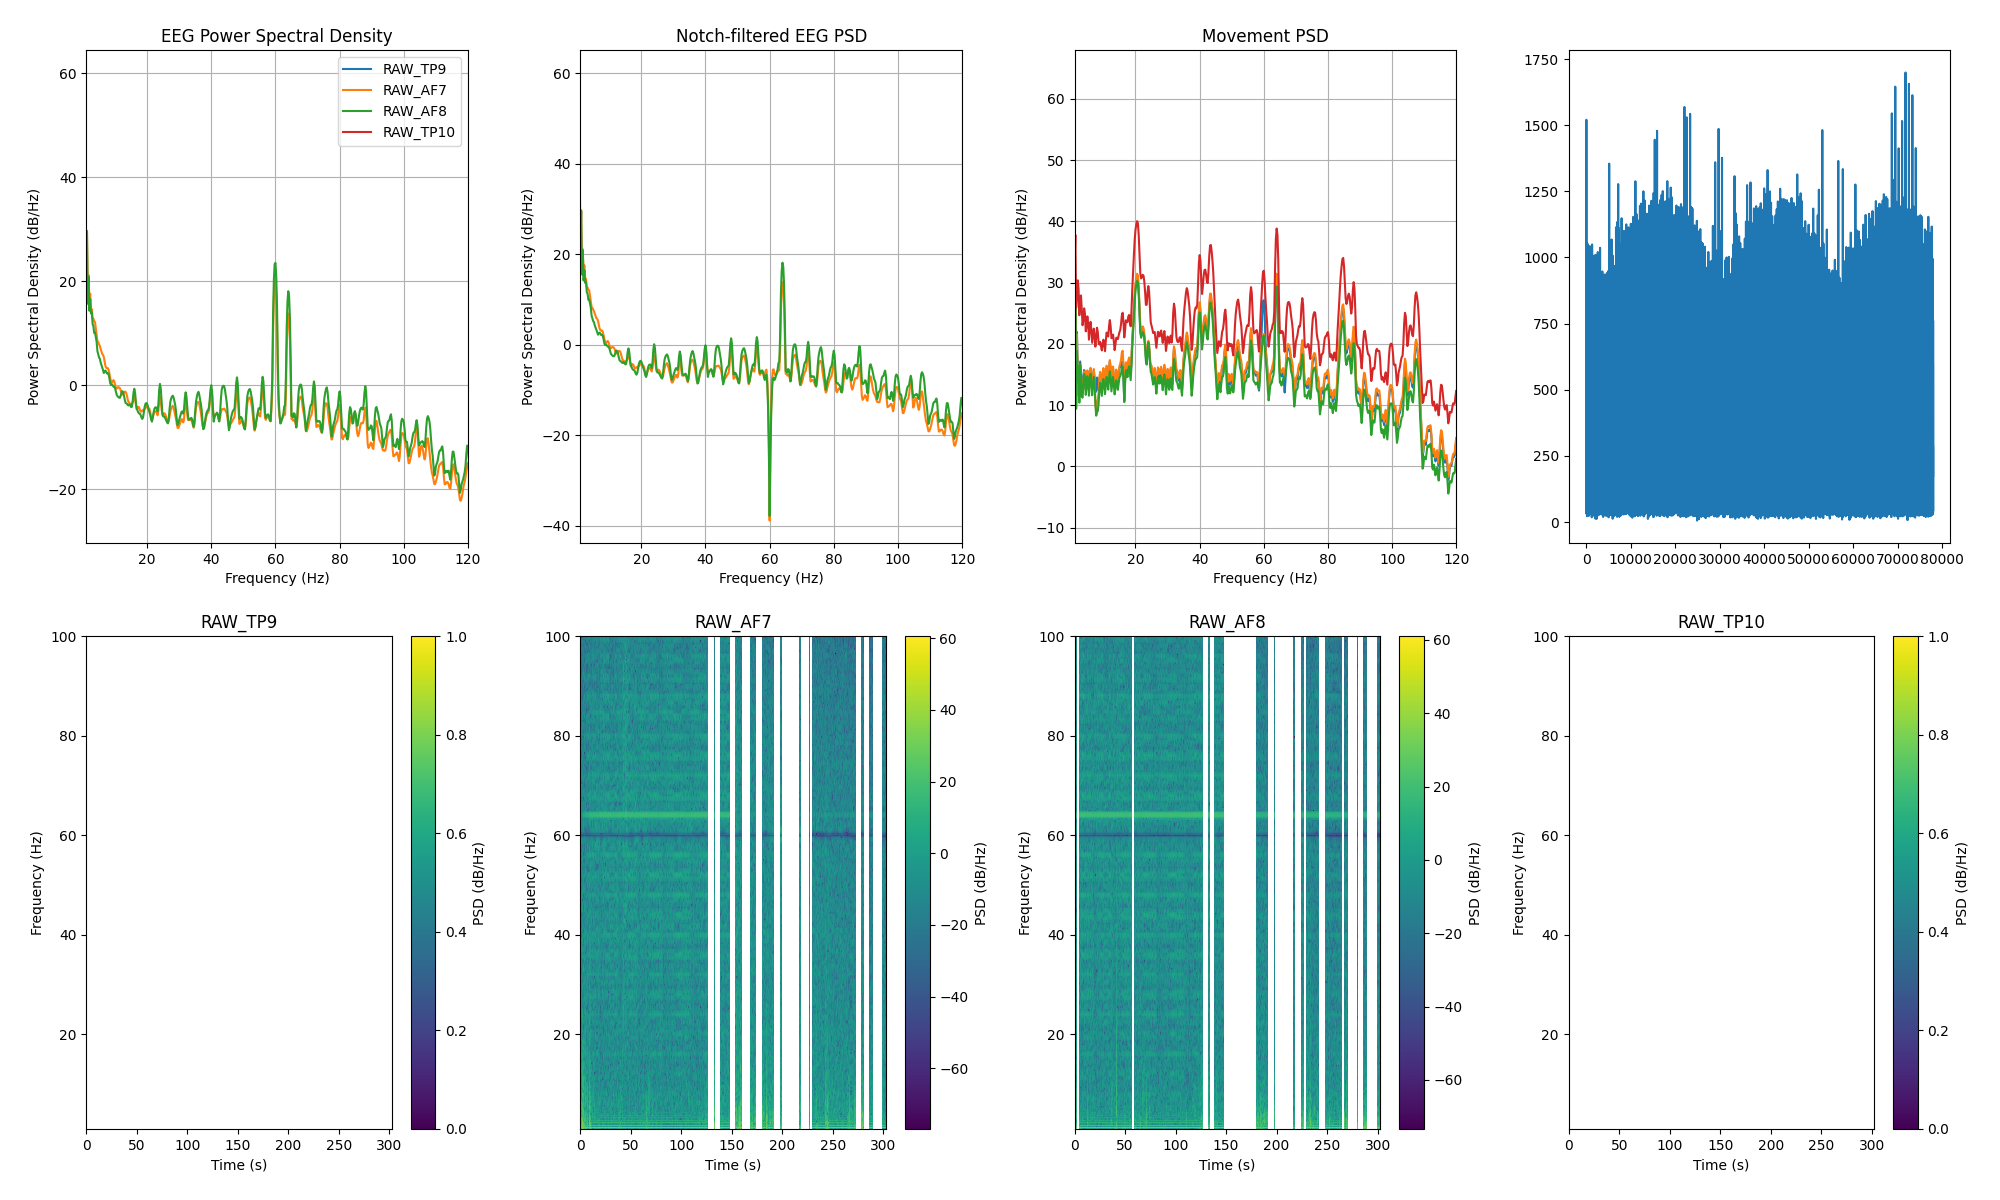 EEG Power Spectral Density
Power Spectral Density (dB/Hz)
60
40
20
0
−20
RAW_TP9
RAW_AF7
RAW_AF8
RAW_TP10
20 40 60 80 100 120
Frequency (Hz)
Notch-filtered EEG PSD
Power Spectral Density (dB/Hz)
60
40
20
0
−20
−40
20 40 60 80 100 120
Frequency (Hz)
Movement PSD
Power Spectral Density (dB/Hz)
60
50
40
30
20
10
0
−10
20 40 60 80 100 120
Frequency (Hz)
1750
1500
1250
1000
750
500
250
0
0 10000 20000 30000 40000 50000 60000 70000 80000
RAW_TP9
Frequency (Hz)
100
80
60
40
20
0 50 100 150 200 250 300
Time (s)
1.0
0.8
0.6
0.4
0.2
0.0
PSD (dB/Hz)
RAW_AF7
Frequency (Hz)
100
80
60
40
20
0 50 100 150 200 250 300
Time (s)
60
40
20
0
−20
−40
−60
PSD (dB/Hz)
RAW_AF8
Frequency (Hz)
100
80
60
40
20
0 50 100 150 200 250 300
Time (s)
60
40
20
0
−20
−40
−60
PSD (dB/Hz)
RAW_TP10
Frequency (Hz)
100
80
60
40
20
0 50 100 150 200 250 300
Time (s)
1.0
0.8
0.6
0.4
0.2
0.0
PSD (dB/Hz)